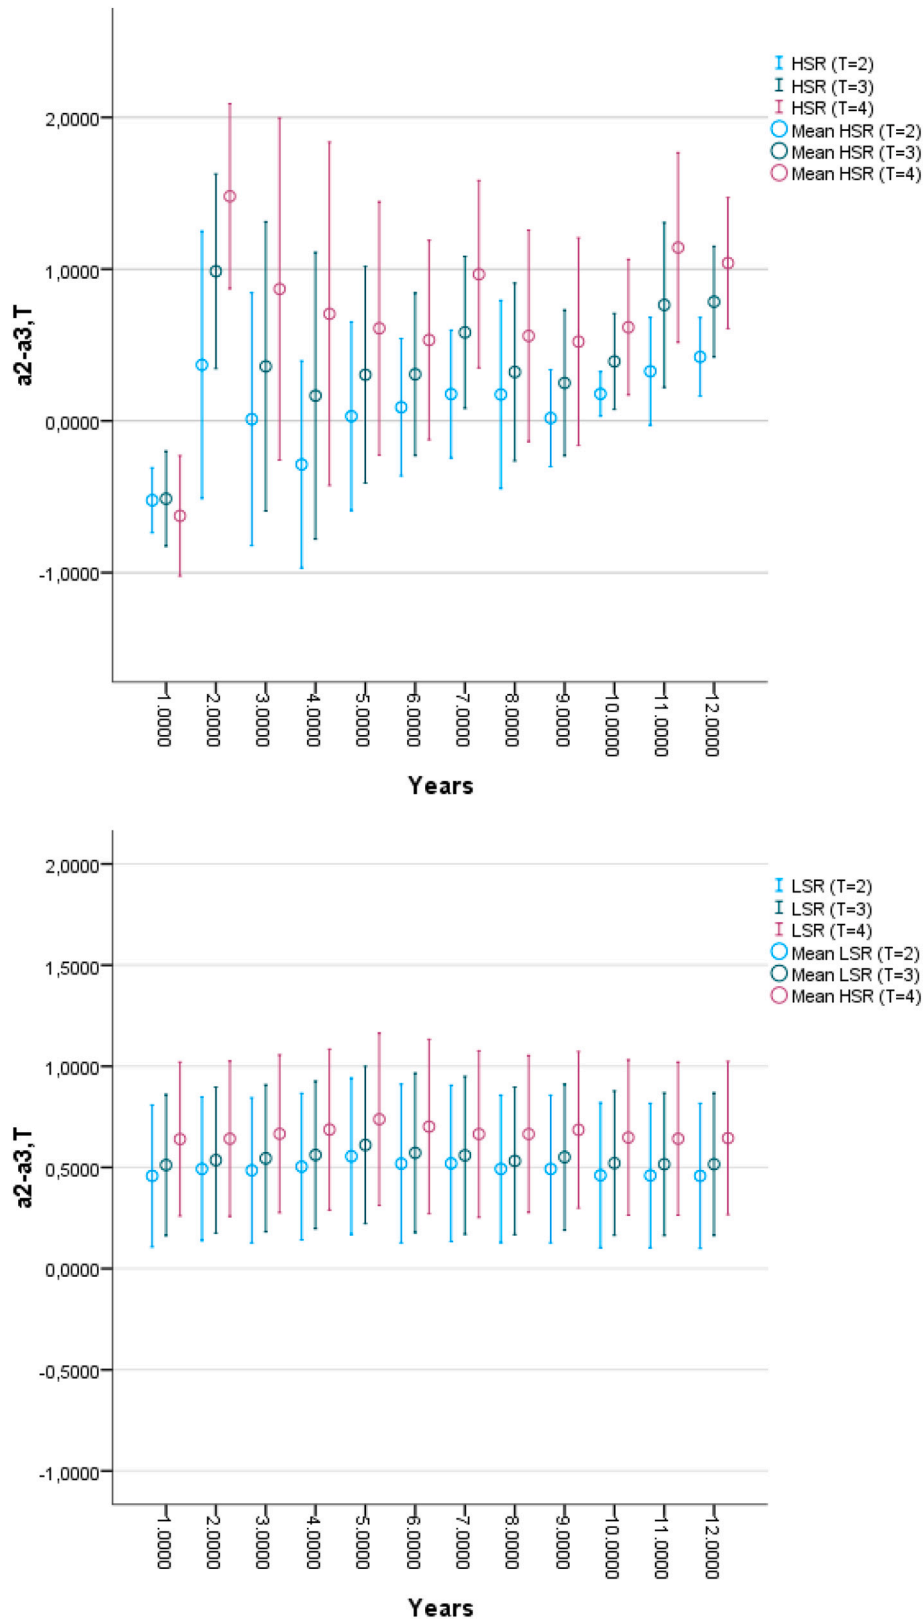 HSR (T=2)
HSR (T=3)
HSR (T=4)
Mean HSR (T=2)
Mean HSR (T=3)
Mean HSR (T=4)
2,0000
1,0000
0,0000
-1,0000
a2-a3,T
1.0000
2.0000
3.0000
4.0000
5.0000
6.0000
7.0000
8.0000
9.0000
10.0000
11.0000
12.0000
Years
LSR (T=2)
LSR (T=3)
LSR (T=4)
Mean LSR (T=2)
Mean LSR (T=3)
Mean HSR (T=4)
2,0000
1,5000
1,0000
0,5000
0,0000
-0,5000
-1,0000
a2-a3,T
1.0000
2.0000
3.0000
4.0000
5.0000
6.0000
7.0000
8.0000
9.0000
10.0000
11.0000
12.0000
Years